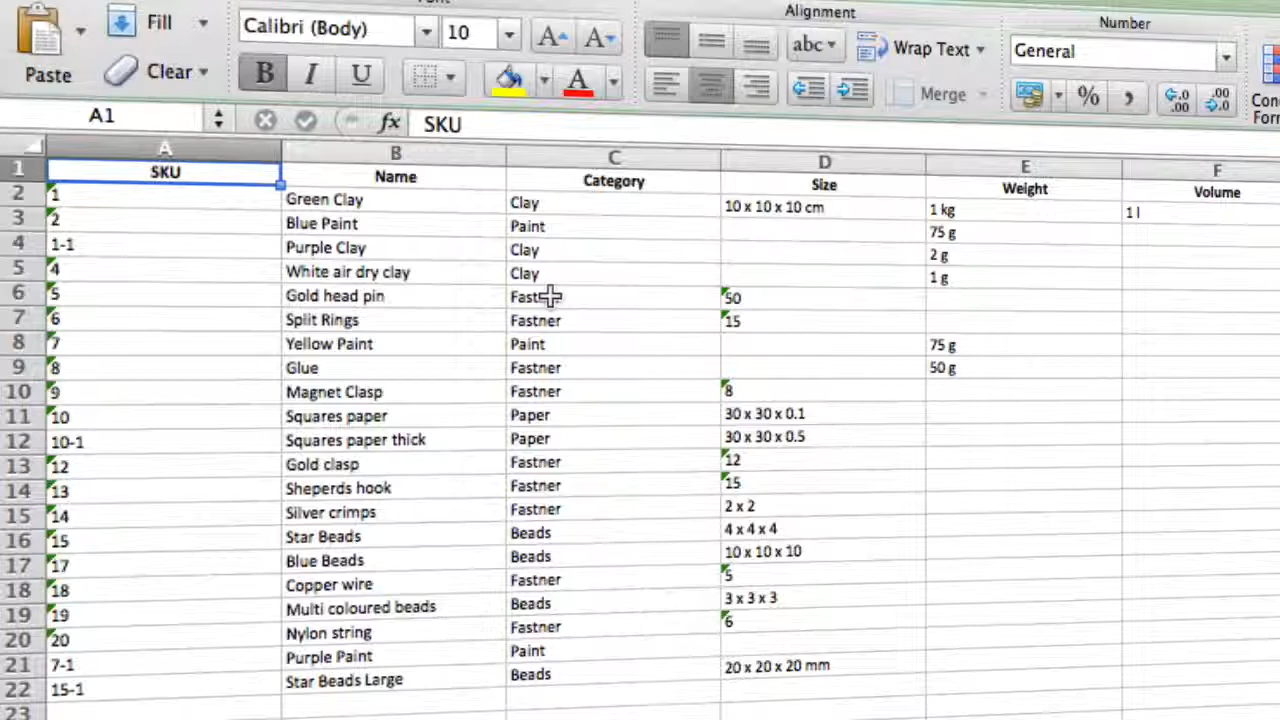 Alignment
Number
Fill
Calibri (Body) 10 A A
abc Wrap Text
General
Paste Clear
B I U A
Merge
% , .0 .00
.00 .0
A1 fx SKU
A B C D E F
1 SKU Name Category Size Weight Volume
2 1 Green Clay Clay 10 x 10 x 10 cm 1 kg 1 l
3 2 Blue Paint Paint 75 g
4 1-1 Purple Clay Clay 2 g
5 4 White air dry clay Clay 1 g
6 5 Gold head pin 50
7 6 Split Rings Fastner 15
8 7 Yellow Paint Paint 75 g
9 8 Glue Fastner 50 g
10 9 Magnet Clasp Fastner 8
11 10 Squares paper Paper 30 x 30 x 0.1
12 10-1 Squares paper thick Paper 30 x 30 x 0.5
13 12 Gold clasp Fastner 12
14 13 Sheperds hook Fastner 15
15 14 Silver crimps Fastner 2 x 2
16 15 Star Beads Beads 4 x 4 x 4
17 17 Blue Beads Beads 10 x 10 x 10
18 18 Copper wire Fastner 5
19 19 Multi coloured beads Beads 3 x 3 x 3
20 20 Nylon string Fastner 6
21 7-1 Purple Paint Paint
22 15-1 Star Beads Large Beads 20 x 20 x 20 mm
23